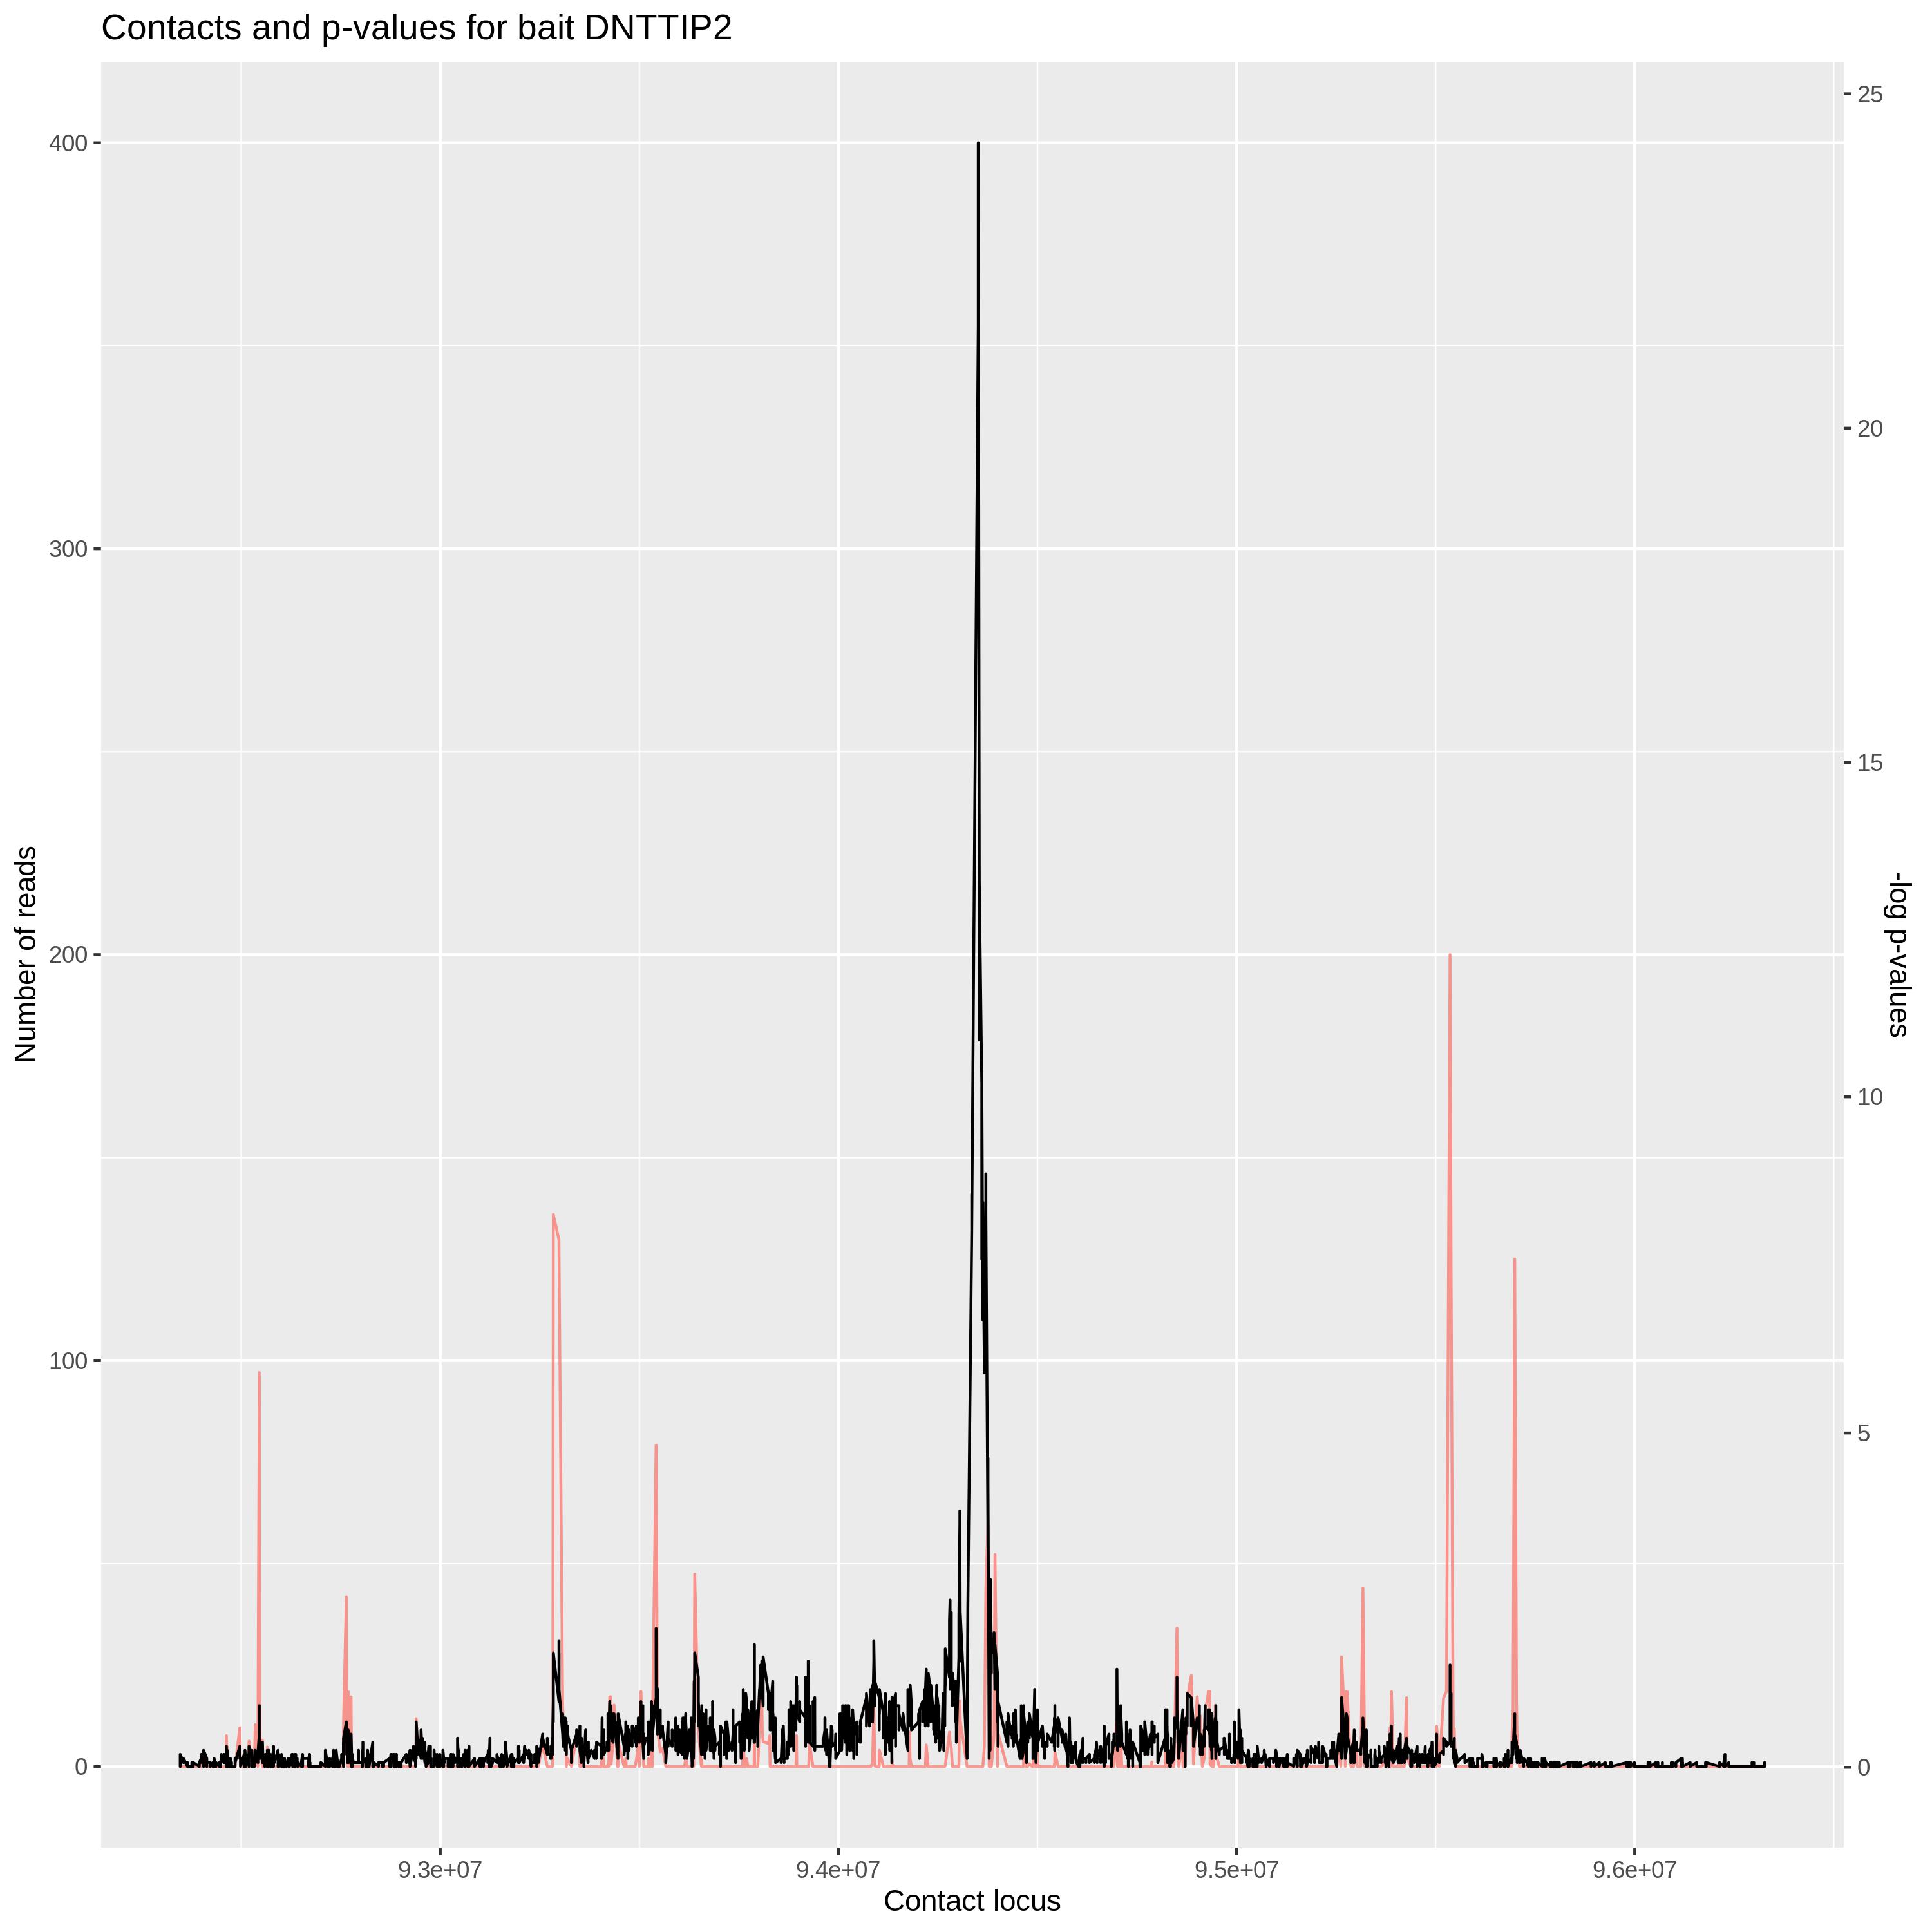 Contacts and p-values for bait DNTTIP2
400
300
200
100
0
Number of reads
25
20
15
10
5
0
-log p-values
9.3e+07 9.4e+07 9.5e+07 9.6e+07
Contact locus